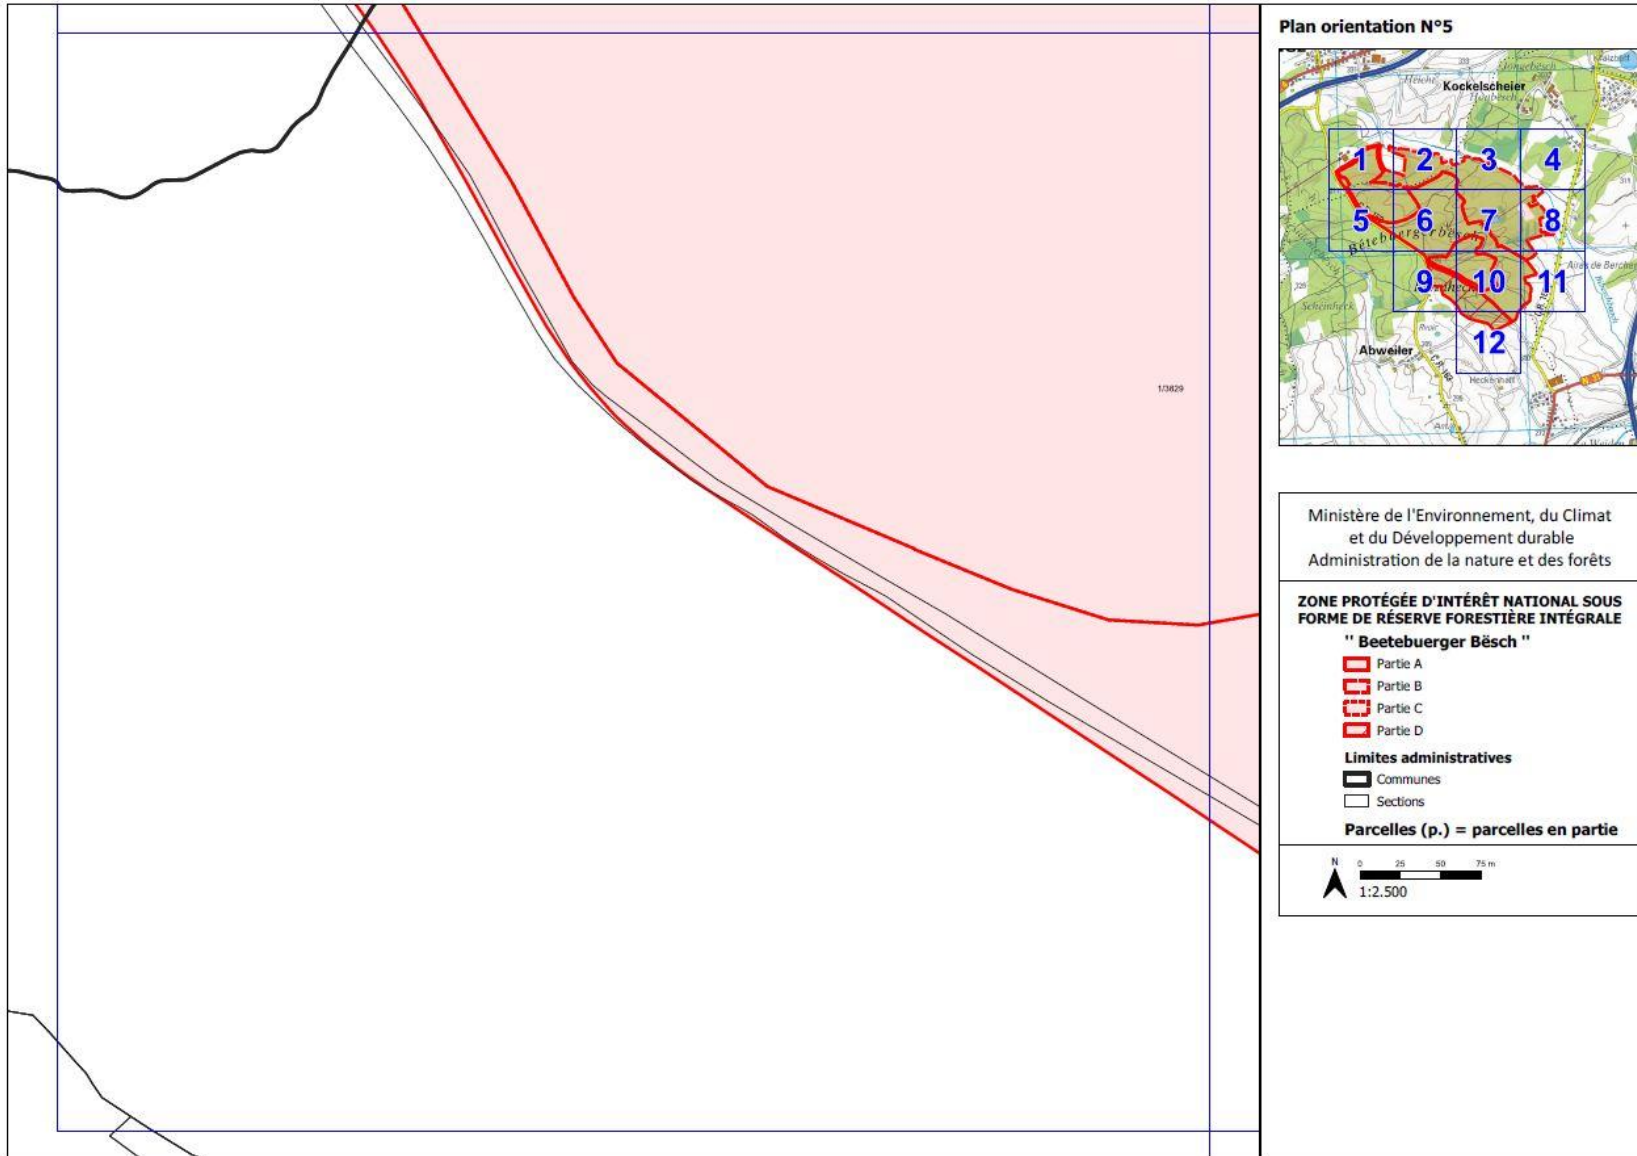 1/3829
Plan orientation N°5
Kockelscheier
1
2
3
4
5
6
7
8
9
10
11
12
Abweiler
Scheinheck
Heckenhaff
Ministère de l'Environnement, du Climat
et du Développement durable
Administration de la nature et des forêts
ZONE PROTÉGÉE D'INTÉRÊT NATIONAL SOUS
FORME DE RÉSERVE FORESTIÈRE INTÉGRALE
" Beetebuerger Bësch "
Partie A
Partie B
Partie C
Partie D
Limites administratives
Communes
Sections
Parcelles (p.) = parcelles en partie
N
0 25 50 75 m
1:2.500